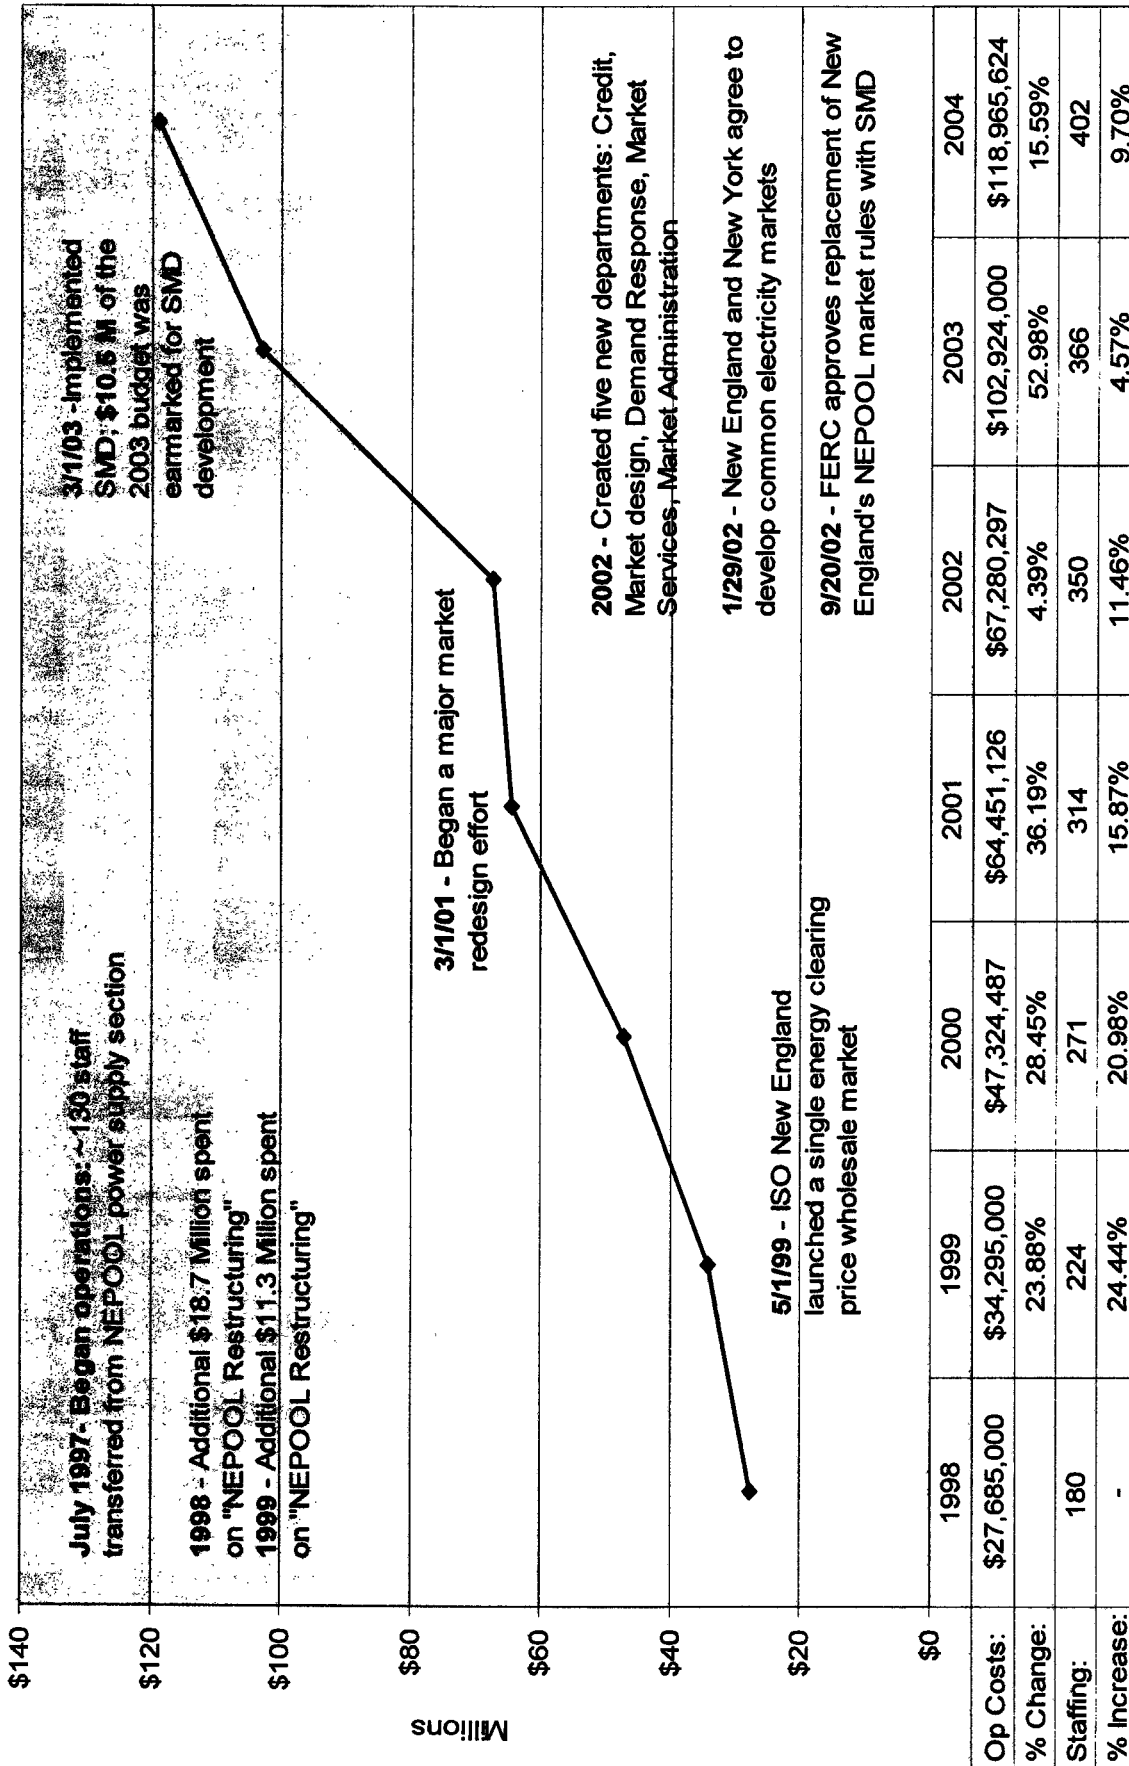 $140
$120
$100
$80
$60
$40
$20
$0
Millions
July 1997- Began operations: ~130 staff
transferred from NEPOOL power supply section
1998 - Additional $18.7 Million spent
on "NEPOOL Restructuring"
1999 - Additional $11.3 Million spent
on "NEPOOL Restructuring"
3/1/03 -Implemented
SMD; $10.5 M of the
2003 budget was
earmarked for SMD
development
3/1/01 - Began a major market
redesign effort
2002 - Created five new departments: Credit,
Market design, Demand Response, Market
Services, Market Administration
1/29/02 - New England and New York agree to
develop common electricity markets
9/20/02 - FERC approves replacement of New
England's NEPOOL market rules with SMD
5/1/99 - ISO New England
launched a single energy clearing
price wholesale market
1998 1999 2000 2001 2002 2003 2004
Op Costs: $27,685,000 $34,295,000 $47,324,487 $64,451,126 $67,280,297 $102,924,000 $118,965,624
% Change: 23.88% 28.45% 36.19% 4.39% 52.98% 15.59%
Staffing: 180 224 271 314 350 366 402
% Increase: - 24.44% 20.98% 15.87% 11.46% 4.57% 9.70%